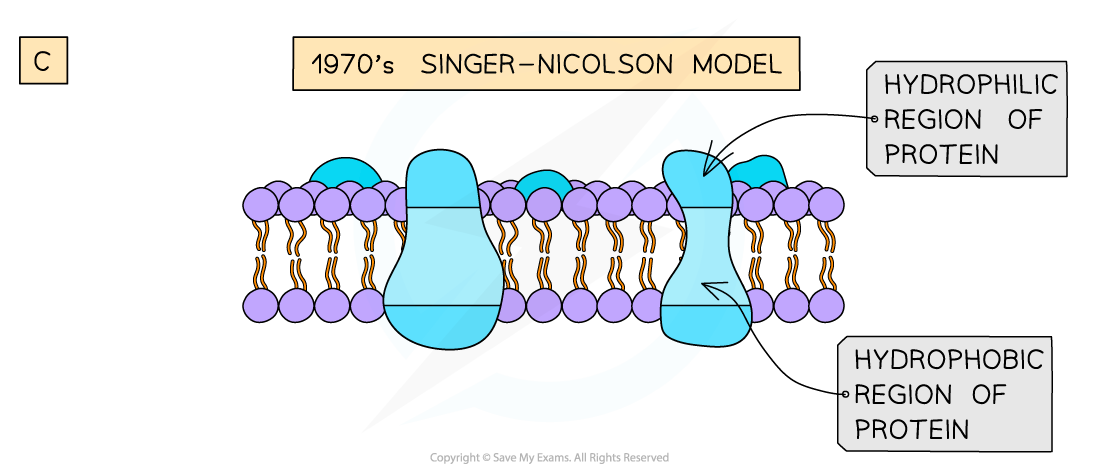 C
1970's SINGER-NICOLSON MODEL
HYDROPHILIC
REGION OF
PROTEIN
HYDROPHOBIC
REGION OF
PROTEIN
Copyright © Save My Exams. All Rights Reserved